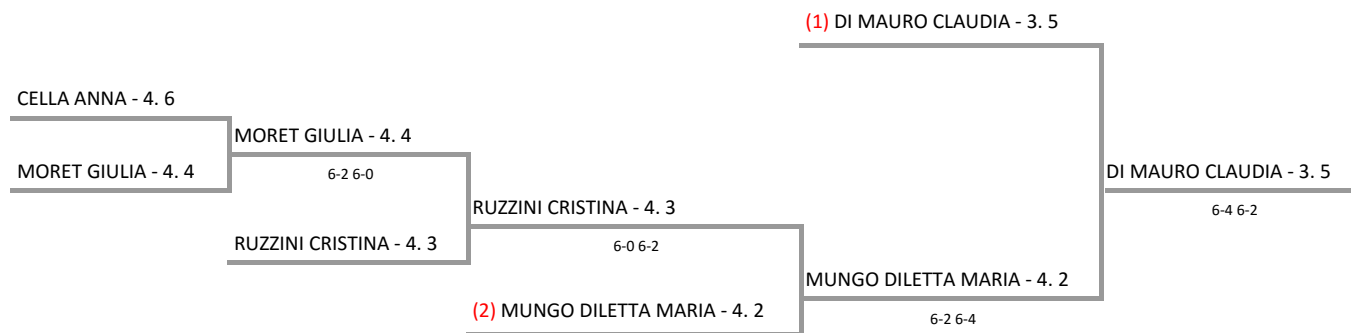 (1) DI MAURO CLAUDIA - 3. 5
CELLA ANNA - 4. 6
MORET GIULIA - 4. 4
MORET GIULIA - 4. 4
6-2 6-0
DI MAURO CLAUDIA - 3. 5
6-4 6-2
RUZZINI CRISTINA - 4. 3
6-0 6-2
RUZZINI CRISTINA - 4. 3
MUNGO DILETTA MARIA - 4. 2
6-2 6-4
(2) MUNGO DILETTA MARIA - 4. 2